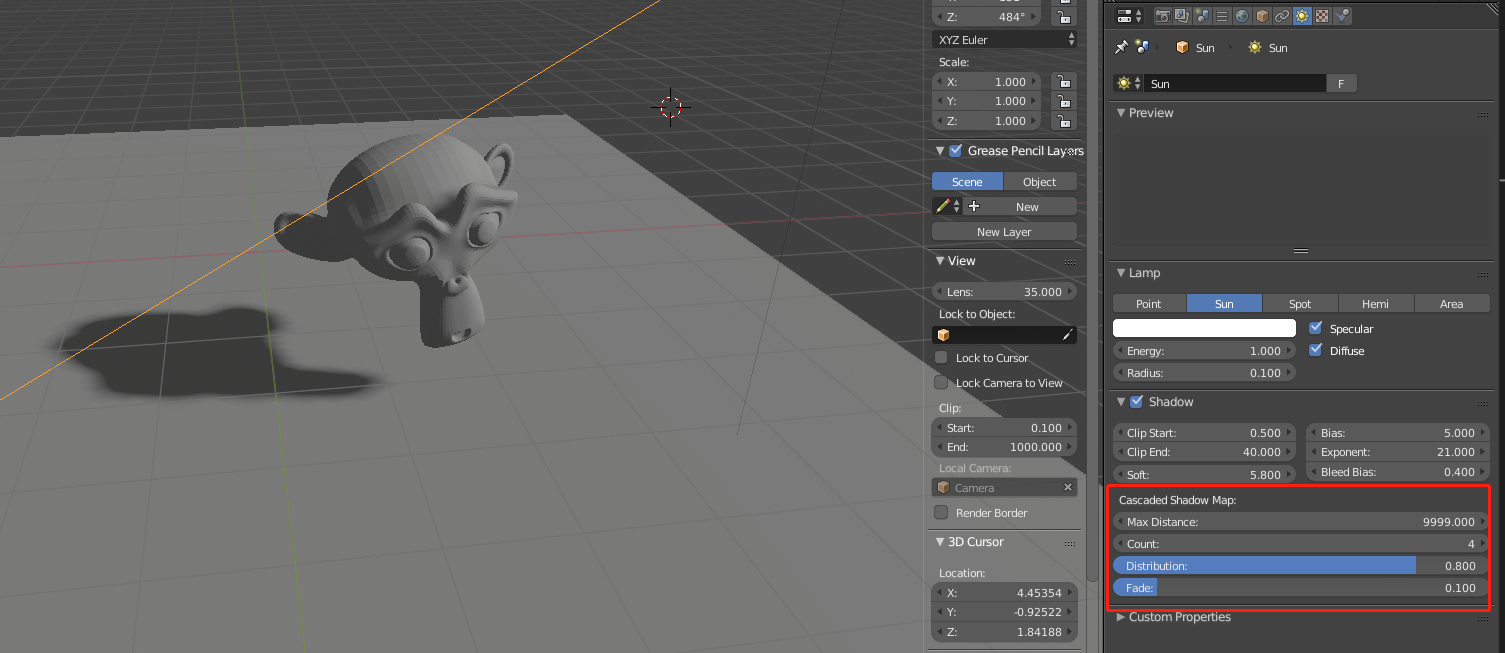 Z: 484°
XYZ Euler
Scale:
X: 1.000
Y: 1.000
Z: 1.000
Grease Pencil Layers
Scene Object
New
New Layer
View
Lens: 35.000
Lock to Object:
Lock to Cursor
Lock Camera to View
Clip:
Start: 0.100
End: 1000.000
Local Camera:
Camera
Render Border
3D Cursor
Location:
X: 4.45354
Y: -0.92522
Z: 1.84188
Sun Sun
Sun F
Preview
Lamp
Point Sun Spot Hemi Area
Specular
Energy: 1.000 Diffuse
Radius: 0.100
Shadow
Clip Start: 0.500 Bias: 5.000
Clip End: 40.000 Exponent: 21.000
Soft: 5.800 Bleed Bias: 0.400
Cascaded Shadow Map:
Max Distance: 9999.000
Count: 4
Distribution: 0.800
Fade: 0.100
Custom Properties